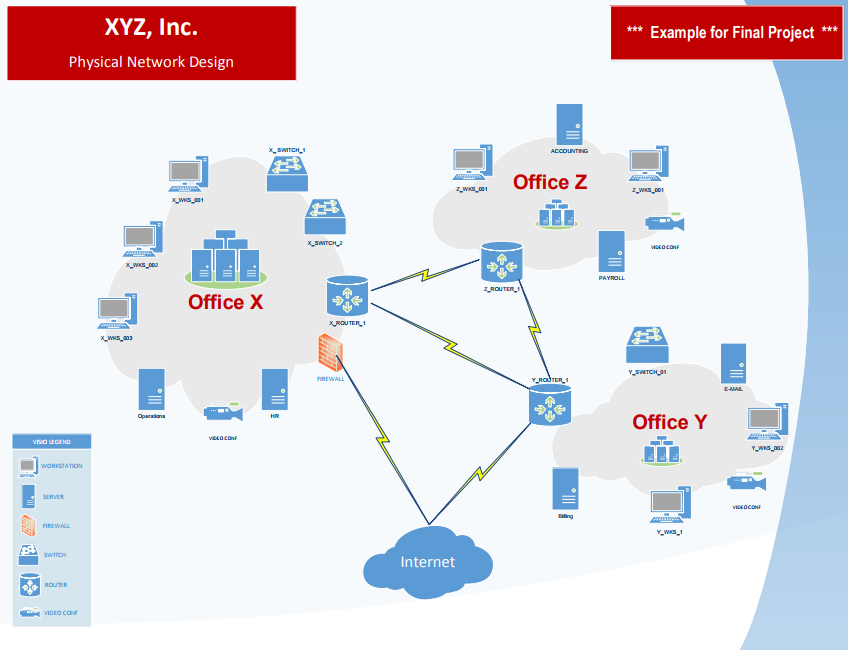 XYZ, Inc.
Physical Network Design
*** Example for Final Project ***
X_SWITCH_1
X_WKS_001
X_SWITCH_2
X_WKS_002
Office X
X_ROUTER_1
X_WKS_003
FIREWALL
Operations
VIDEO CONF
HR
ACCOUNTING
Z_WKS_001
Office Z
Z_WKS_001
VIDEO CONF
PAYROLL
Z_ROUTER_1
Y_SWITCH_01
Y_ROUTER_1
E-MAIL
Office Y
Y_WKS_002
VIDEO CONF
Billing
Y_WKS_1
Internet
VISIO LEGEND
WORKSTATION
SERVER
FIREWALL
SWITCH
ROUTER
VIDEO CONF